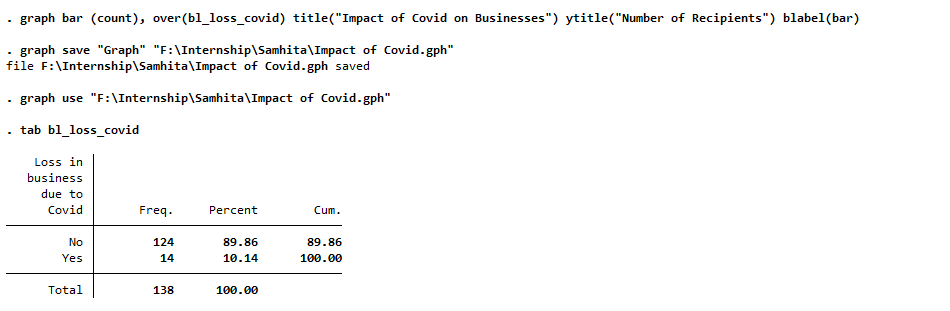 . graph bar (count), over(bl_loss_covid) title("Impact of Covid on Businesses") ytitle("Number of Recipients") blabel(bar)
. graph save "Graph" "F:\Internship\Samhita\Impact of Covid.gph"
file F:\Internship\Samhita\Impact of Covid.gph saved
. graph use "F:\Internship\Samhita\Impact of Covid.gph"
. tab bl_loss_covid
Loss in
business
due to
Covid Freq. Percent Cum.
No 124 89.86 89.86
Yes 14 10.14 100.00
Total 138 100.00